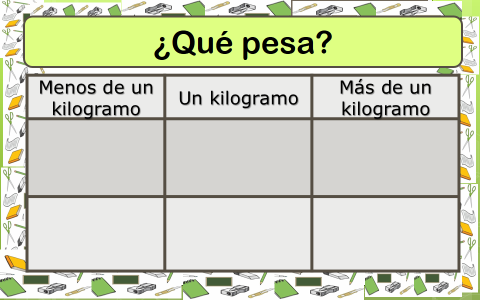 ¿Qué pesa?
Menos de un
kilogramo
Un kilogramo
Más de un
kilogramo